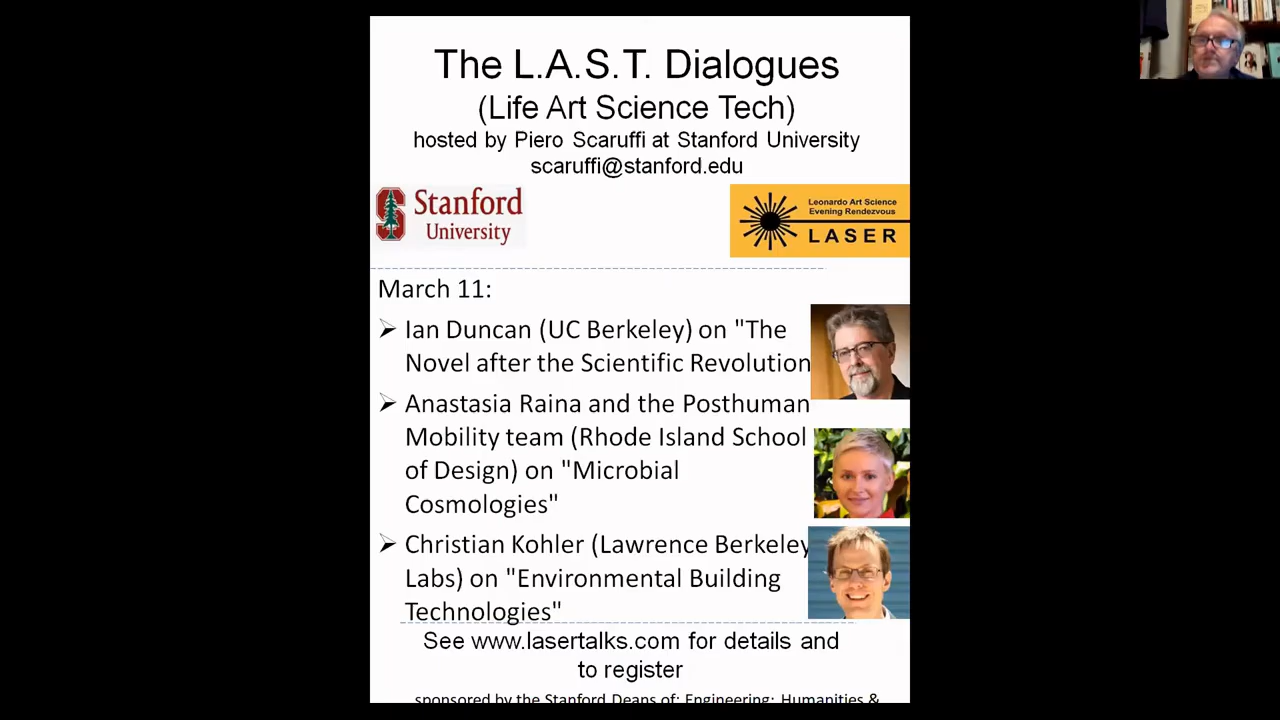 The L.A.S.T. Dialogues
(Life Art Science Tech)
hosted by Piero Scaruffi at Stanford University
scaruffi@stanford.edu
Stanford
University
Leonardo Art Science
Evening Rendezvous
LASER
March 11:
➢ Ian Duncan (UC Berkeley) on "The
Novel after the Scientific Revolution
➢ Anastasia Raina and the Posthuman
Mobility team (Rhode Island School
of Design) on "Microbial
Cosmologies"
➢ Christian Kohler (Lawrence Berkeley
Labs) on "Environmental Building
Technologies"
See www.lasertalks.com for details and
to register
sponsored by the Stanford Deans of: Engineering; Humanities &